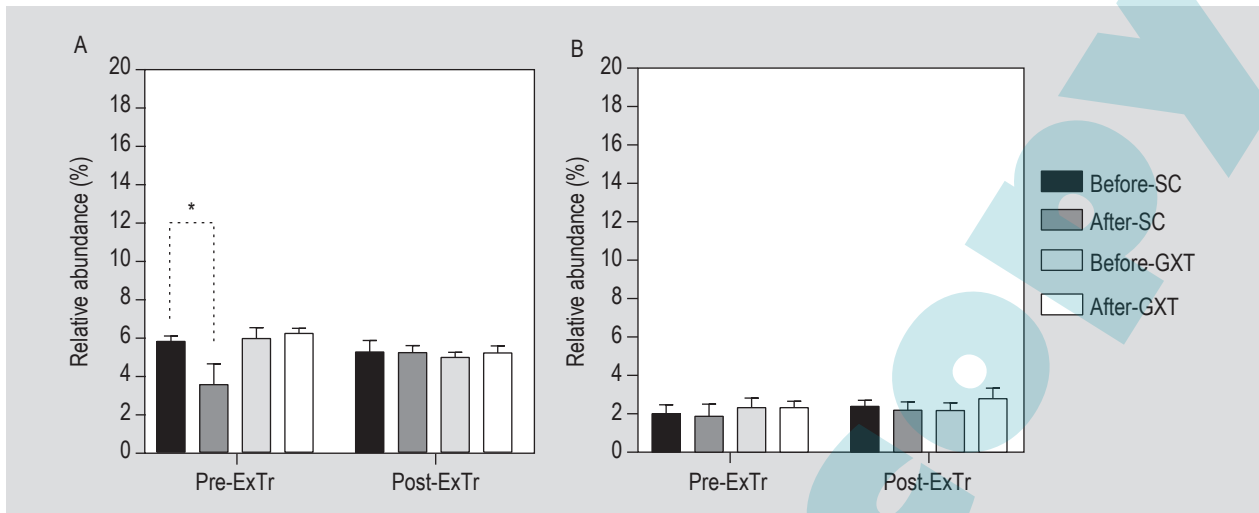 A
Relative abundance (%)
20
18
16
14
12
10
8
6
4
2
0
*
Pre-ExTr Post-ExTr
B
Relative abundance (%)
20
18
16
14
12
10
8
6
4
2
0
Pre-ExTr Post-ExTr
Before-SC
After-SC
Before-GXT
After-GXT
COPY